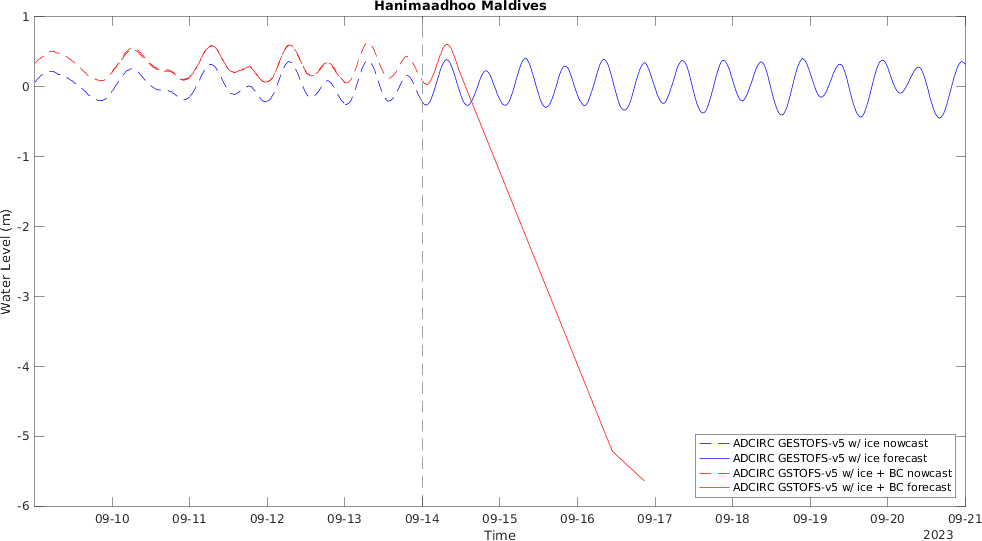 Hanimaadhoo Maldives
1
0
-1
-2
-3
-4
-5
-6
Water Level (m)
ADCIRC GESTOFS-v5 w/ ice nowcast
ADCIRC GESTOFS-v5 w/ ice forecast
ADCIRC GSTOFS-v5 w/ ice + BC nowcast
ADCIRC GSTOFS-v5 w/ ice + BC forecast
09-10 09-11 09-12 09-13 09-14 09-15 09-16 09-17 09-18 09-19 09-20 09-21
Time
2023